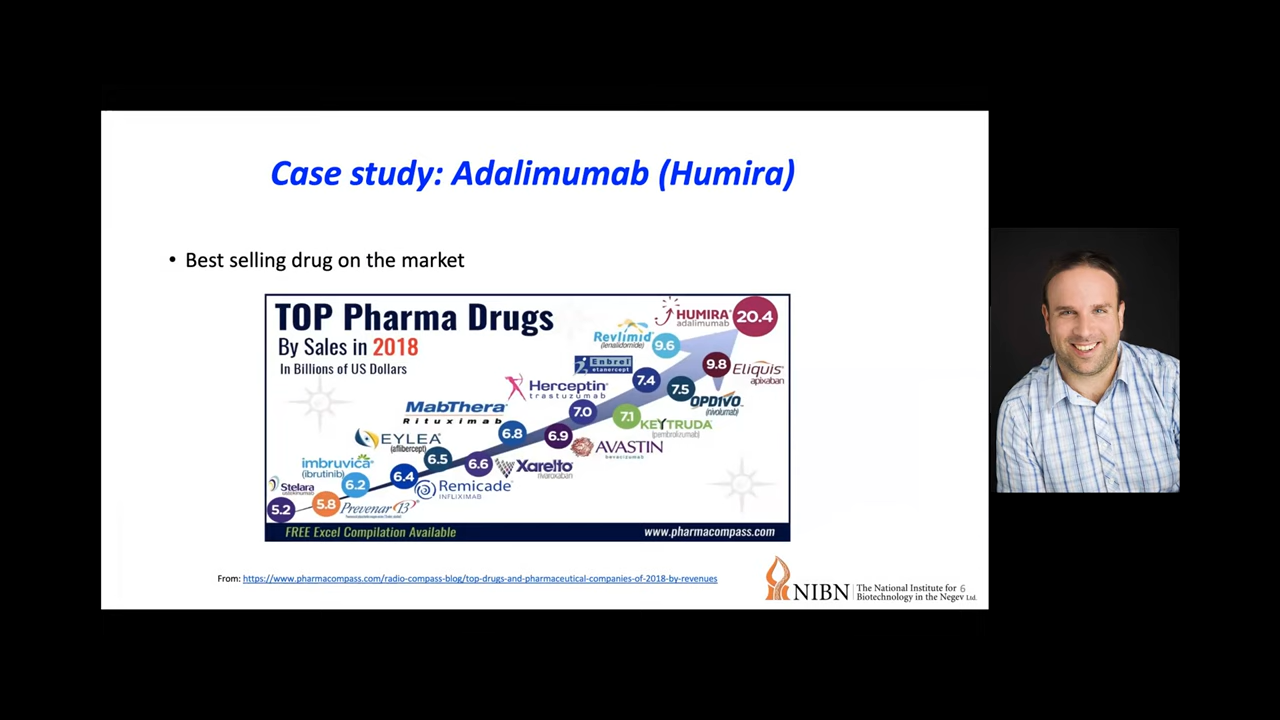 Case study: Adalimumab (Humira)
• Best selling drug on the market
TOP Pharma Drugs
By Sales in 2018
In Billions of US Dollars
HUMIRA
adalimumab
20.4
Revlimid
(lenalidomide)
9.6
9.8
Eliquis
apixaban
Enbrel
etanercept
7.4
7.5
OPDIVO
(nivolumab)
Herceptin
trastuzumab
7.0
7.1
KEYTRUDA
(pembrolizumab)
MabThera
Rituximab
6.8
6.9
AVASTIN
bevacizumab
EYLEA
(aflibercept)
6.5
6.6
Xarelto
rivaroxaban
imbruvica
(ibrutinib)
6.2
6.4
Remicade
INFLIXIMAB
Stelara
5.2
5.8
Prevenar 13
FREE Excel Compilation Available
www.pharmacompass.com
From: https://www.pharmacompass.com/radio-compass-blog/top-drugs-and-pharmaceutical-companies-of-2018-by-revenues
NIBN
The National Institute for
Biotechnology in the Negev Ltd.
6